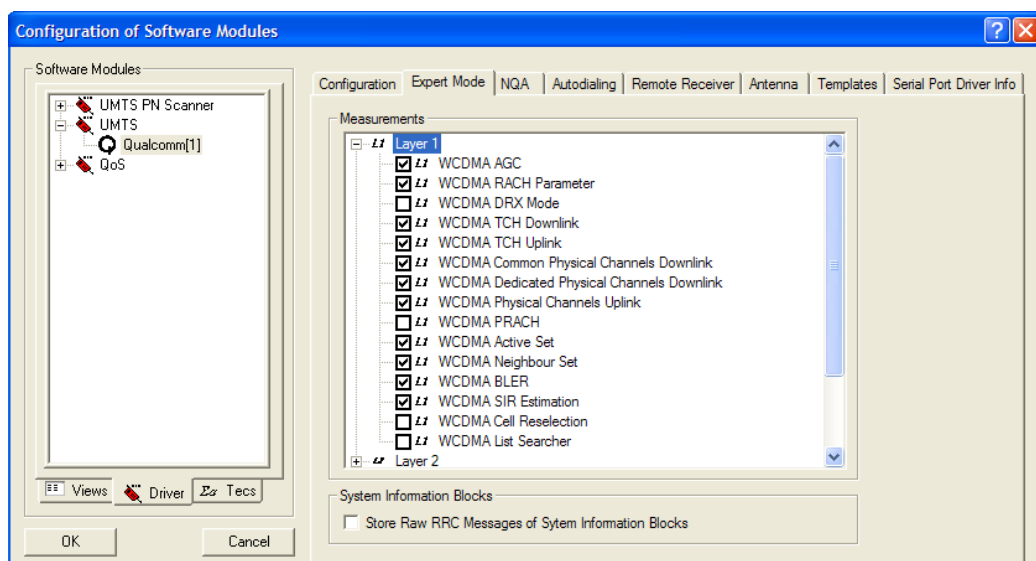 Configuration of Software Modules
Software Modules
UMTS PN Scanner
UMTS
Qualcomm[1]
QoS
Views
Driver
Σσ Tecs
OK
Cancel
Configuration
Expert Mode
NQA
Autodialing
Remote Receiver
Antenna
Templates
Serial Port Driver Info
Measurements
L1 Layer 1
L1 WCDMA AGC
L1 WCDMA RACH Parameter
L1 WCDMA DRX Mode
L1 WCDMA TCH Downlink
L1 WCDMA TCH Uplink
L1 WCDMA Common Physical Channels Downlink
L1 WCDMA Dedicated Physical Channels Downlink
L1 WCDMA Physical Channels Uplink
L1 WCDMA PRACH
L1 WCDMA Active Set
L1 WCDMA Neighbour Set
L1 WCDMA BLER
L1 WCDMA SIR Estimation
L1 WCDMA Cell Reselection
L1 WCDMA List Searcher
L2 Layer 2
System Information Blocks
Store Raw RRC Messages of Sytem Information Blocks